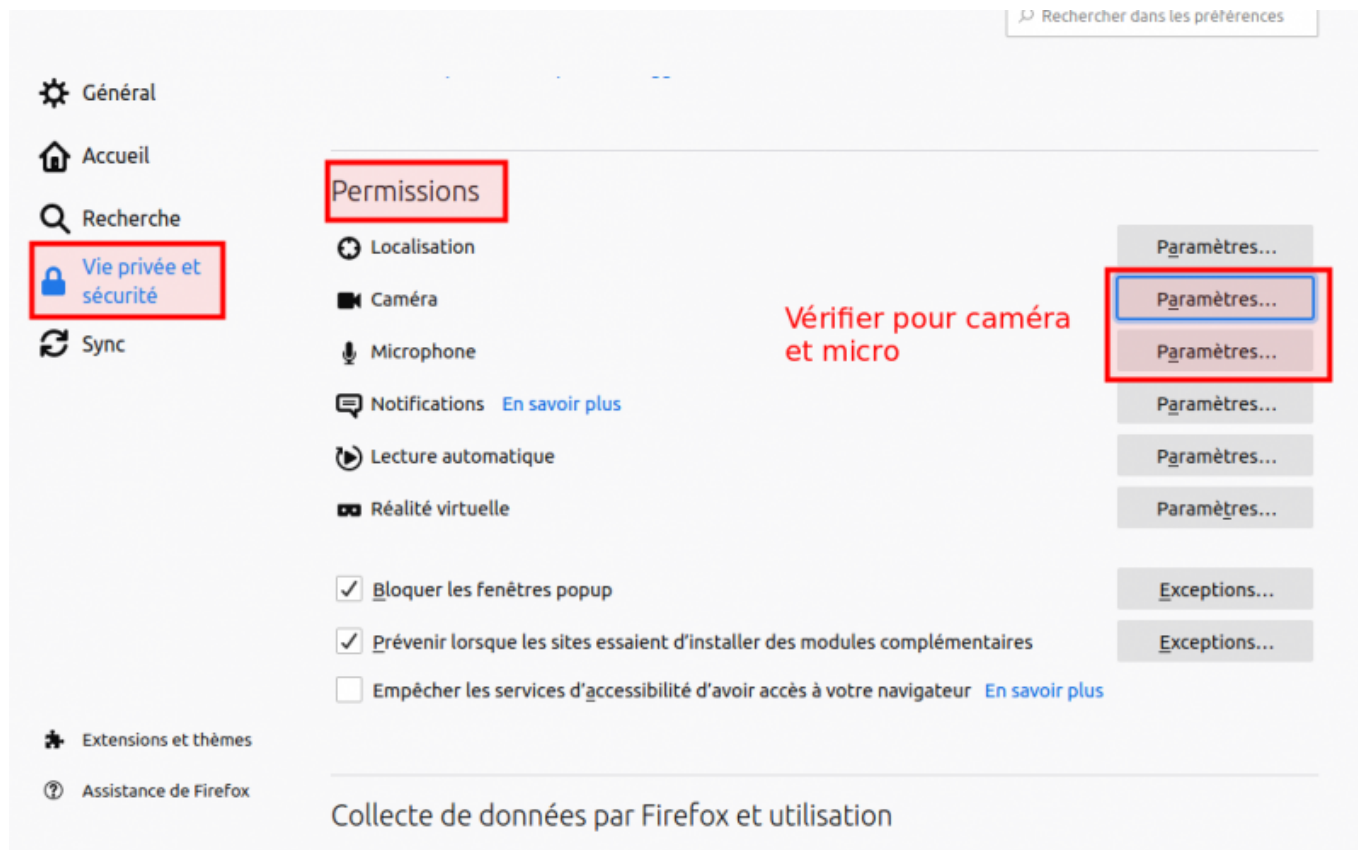 Rechercher dans les préférences
Général
Accueil
Recherche
Vie privée et
sécurité
Sync
Extensions et thèmes
Assistance de Firefox
Permissions
Localisation Paramètres...
Caméra Paramètres...
Microphone Paramètres...
Vérifier pour caméra
et micro
Notifications En savoir plus Paramètres...
Lecture automatique Paramètres...
Réalité virtuelle Paramètres...
Bloquer les fenêtres popup Exceptions...
Prévenir lorsque les sites essaient d'installer des modules complémentaires Exceptions...
Empêcher les services d'accessibilité d'avoir accès à votre navigateur En savoir plus
Collecte de données par Firefox et utilisation